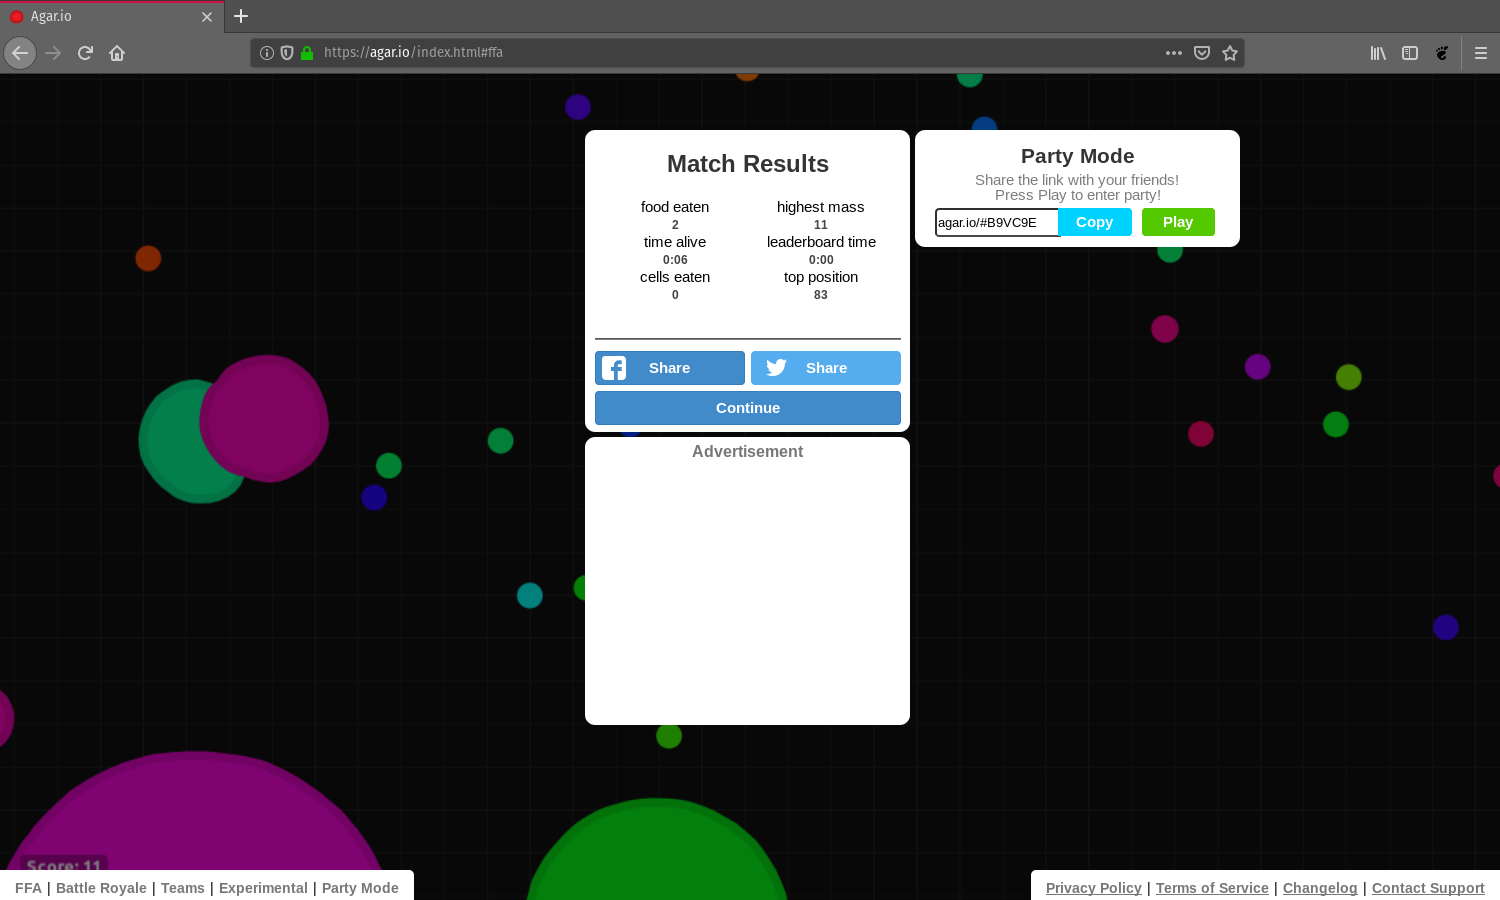 Agar.io
https://agar.io/index.html#ffa
Match Results
food eaten
2
highest mass
11
time alive
0:06
leaderboard time
0:00
cells eaten
0
top position
83
Share
Share
Continue
Advertisement
Party Mode
Share the link with your friends!
Press Play to enter party!
agar.io/#B9VC9E
Copy
Play
Score: 11
FFA | Battle Royale | Teams | Experimental | Party Mode
Privacy Policy | Terms of Service | Changelog | Contact Support